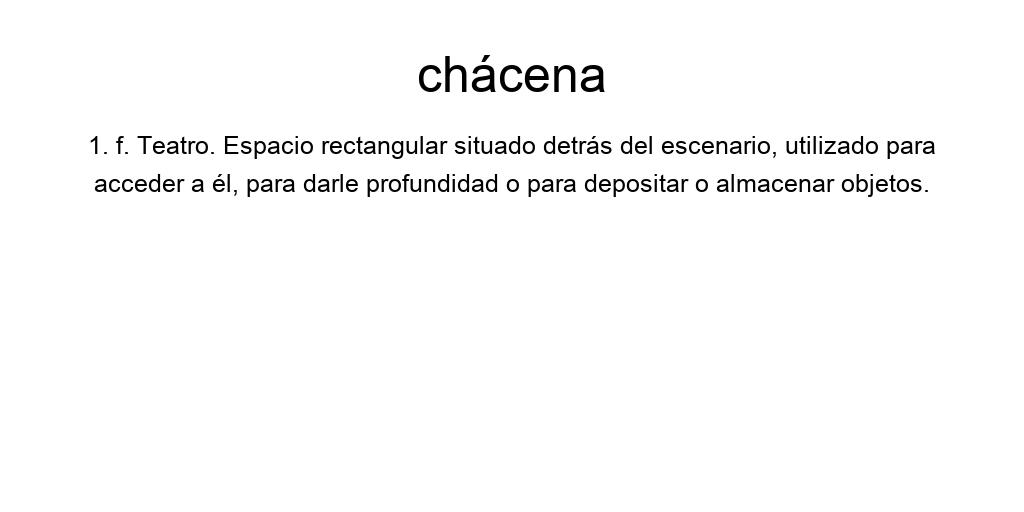 chácena
1. f. Teatro. Espacio rectangular situado detrás del escenario, utilizado para
acceder a él, para darle profundidad o para depositar o almacenar objetos.